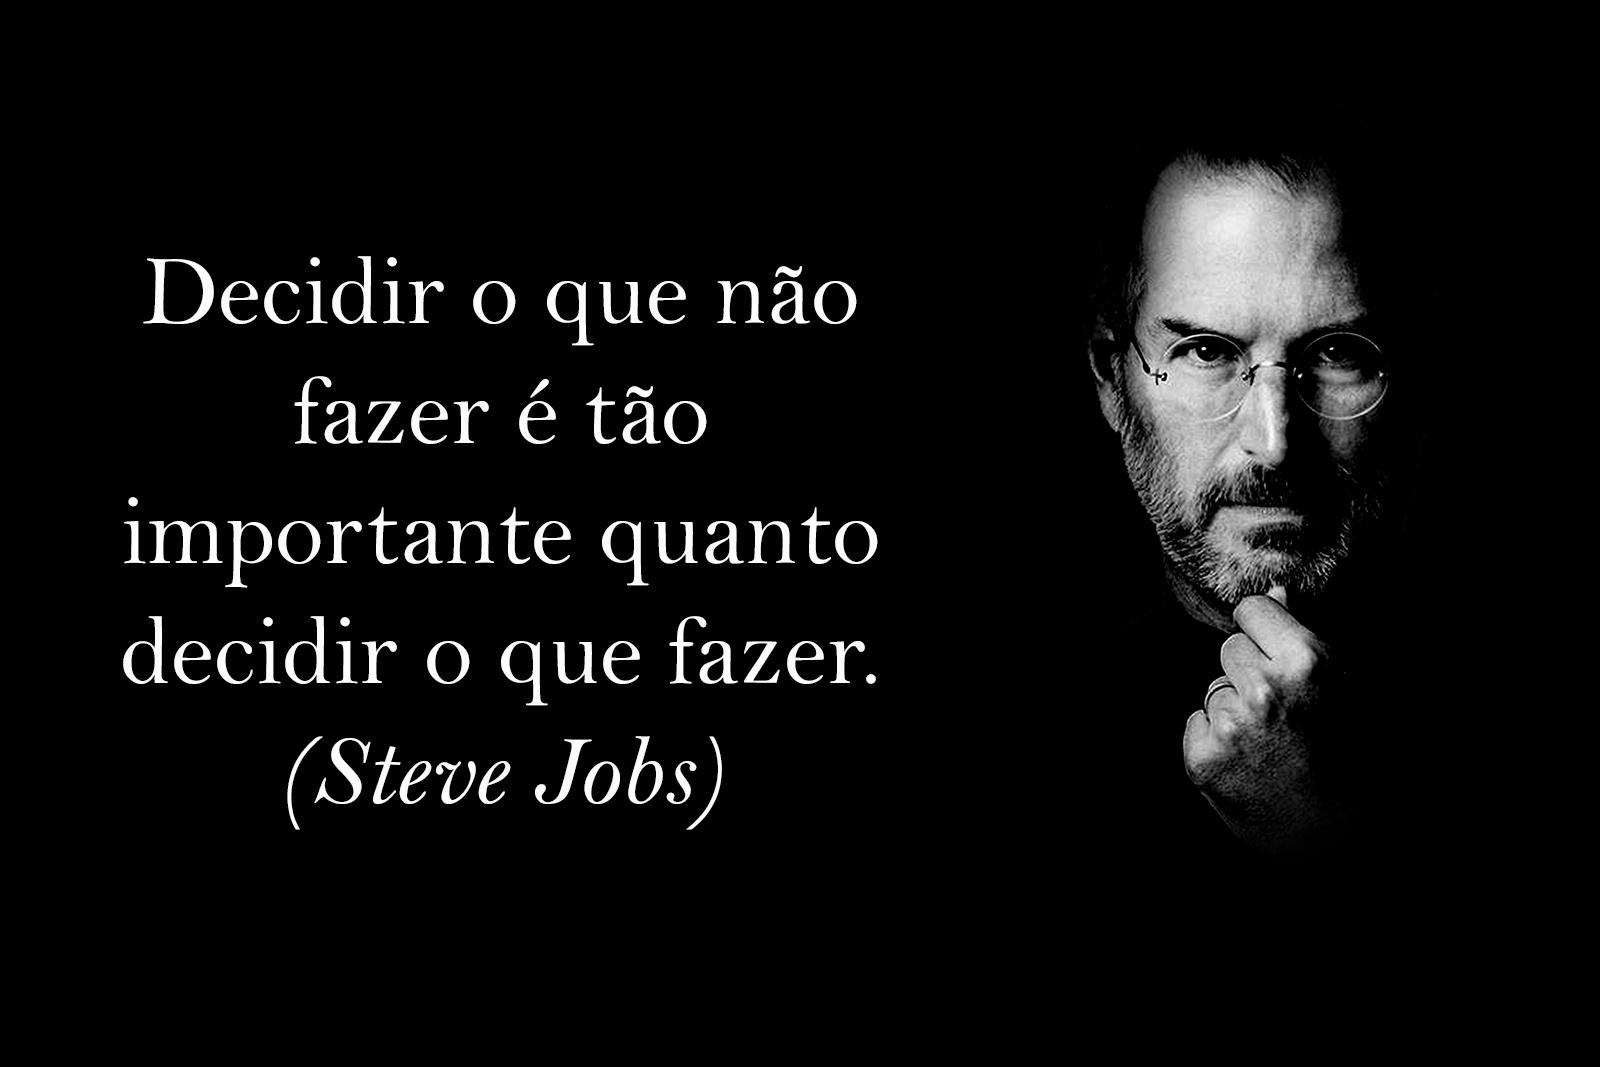 Decidir o que não
fazer é tão
importante quanto
decidir o que fazer.
(Steve Jobs)